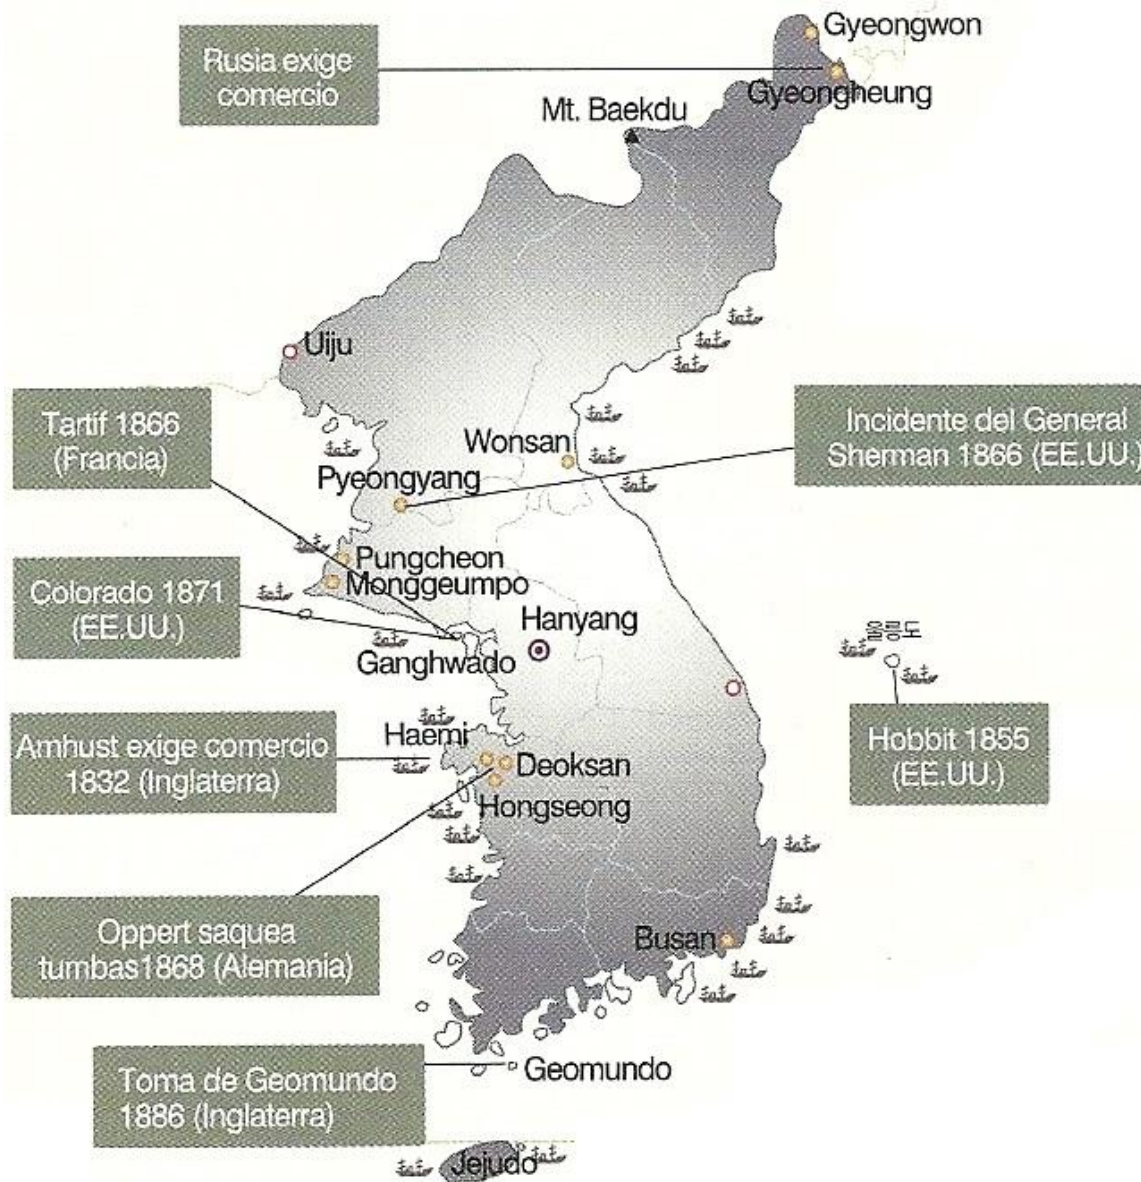 Gyeongwon
Rusia exige
comercio
Gyeongheung
Mt. Baekdu
Uiju
Tartif 1866
(Francia)
Incidente del General
Sherman 1866 (EE.UU.)
Wonsan
Pyeongyang
Pungcheon
Monggeumpo
Colorado 1871
(EE.UU.)
Hanyang
Ganghwado
울릉도
Hobbit 1855
(EE.UU.)
Amhust exige comercio
1832 (Inglaterra)
Haemi
Deoksan
Hongseong
Oppert saquea
tumbas1868 (Alemania)
Busan
Toma de Geomundo
1886 (Inglaterra)
Geomundo
Jejudo